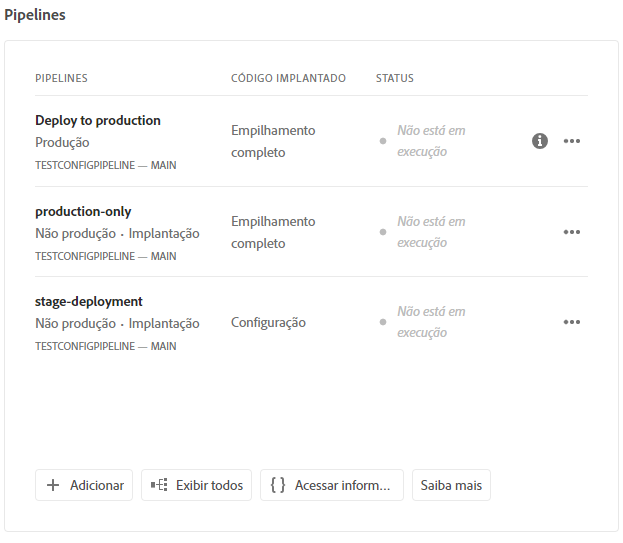 Pipelines
PIPELINES CÓDIGO IMPLANTADO STATUS
Deploy to production
Produção
TESTCONFIGPIPELINE — MAIN
Empilhamento
completo
Não está em
execução
production-only
Não produção · Implantação
TESTCONFIGPIPELINE — MAIN
Empilhamento
completo
Não está em
execução
stage-deployment
Não produção · Implantação
TESTCONFIGPIPELINE — MAIN
Configuração
Não está em
execução
Adicionar Exibir todos Acessar inform... Saiba mais